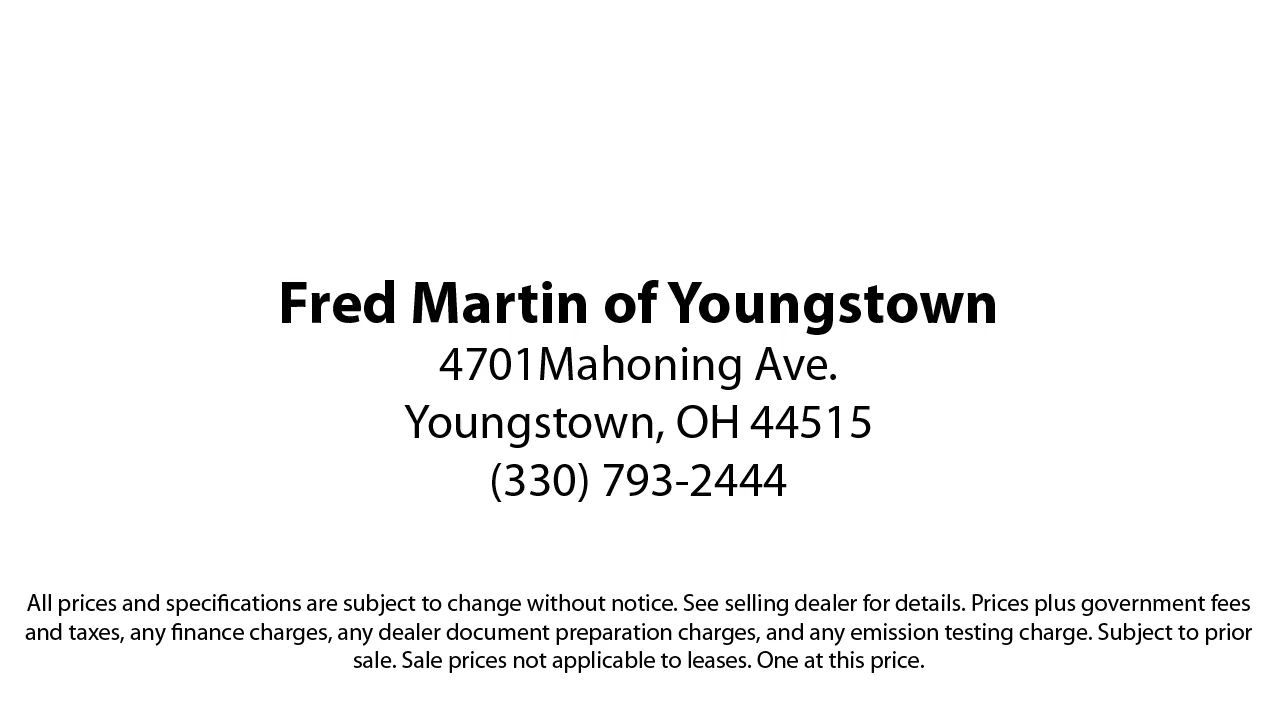 Fred Martin of Youngstown
4701Mahoning Ave.
Youngstown, OH 44515
(330) 793-2444
All prices and specifications are subject to change without notice. See selling dealer for details. Prices plus government fees
and taxes, any finance charges, any dealer document preparation charges, and any emission testing charge. Subject to prior
sale. Sale prices not applicable to leases. One at this price.